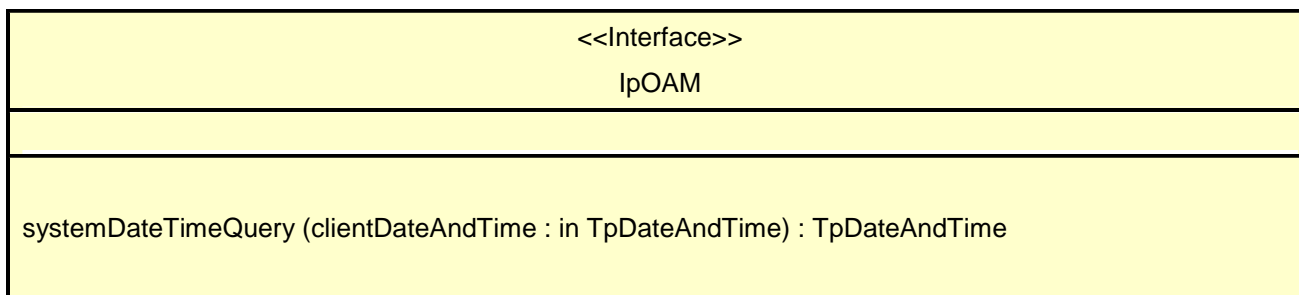 <<Interface>>
IpOAM
systemDateTimeQuery (clientDateAndTime : in TpDateAndTime) : TpDateAndTime